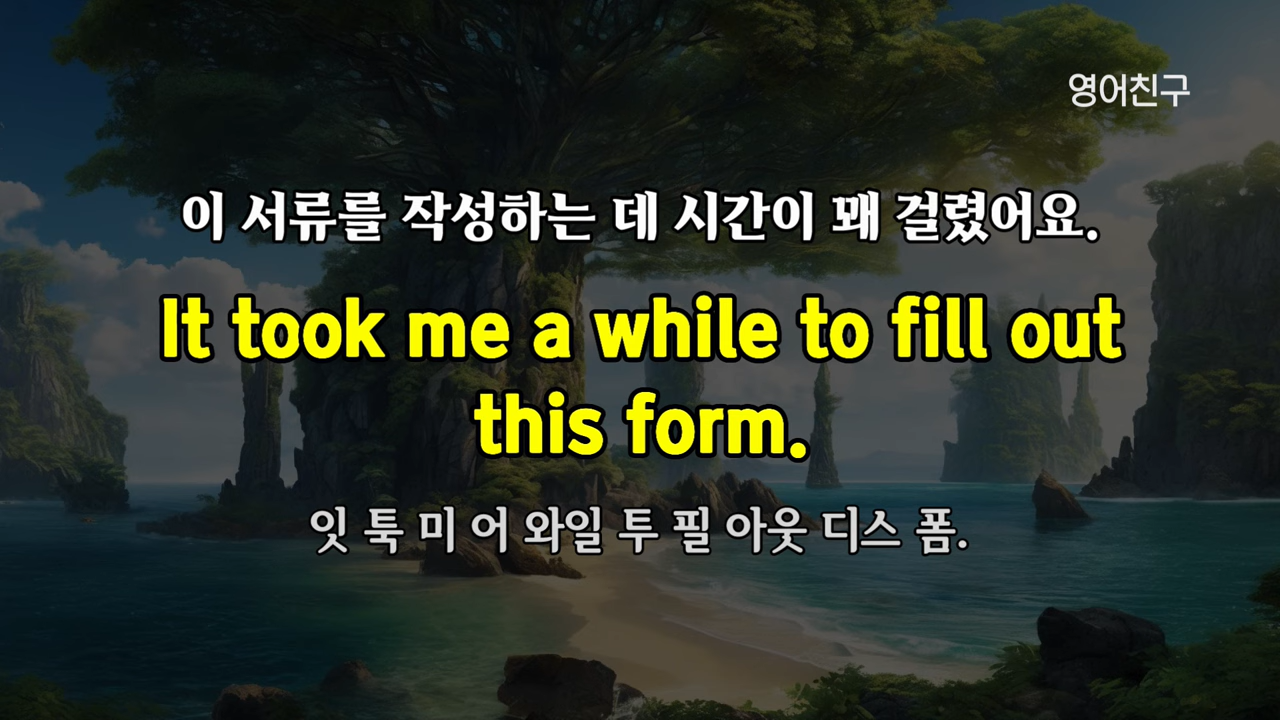 영어친구
이 서류를 작성하는 데 시간이 꽤 걸렸어요.
It took me a while to fill out
this form.
잇 툭 미 어 와일 투 필 아웃 디스 폼.